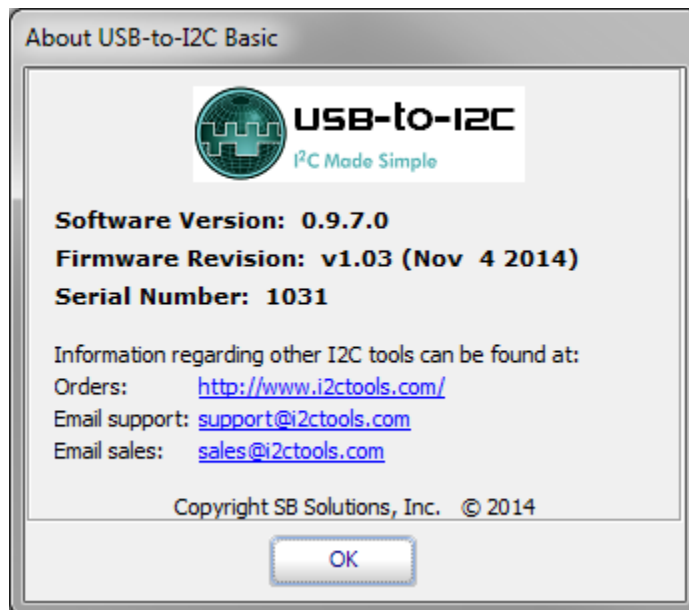 About USB-to-I2C Basic
USB-to-I2C
I²C Made Simple
Software Version: 0.9.7.0
Firmware Revision: v1.03 (Nov  4 2014)
Serial Number: 1031
Information regarding other I2C tools can be found at:
Orders: http://www.i2ctools.com/
Email support: support@i2ctools.com
Email sales: sales@i2ctools.com
Copyright SB Solutions, Inc. © 2014
OK